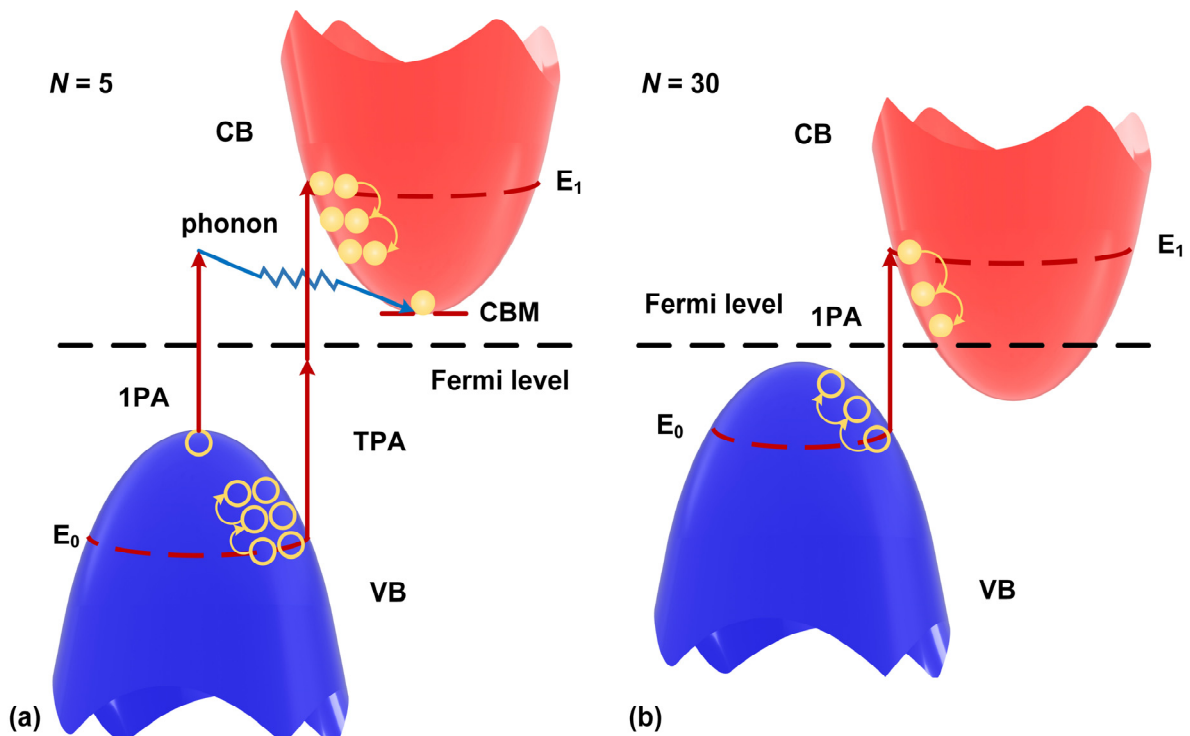 N = 5
CB
E₁
phonon
CBM
Fermi level
1PA
TPA
E₀
VB
(a)
N = 30
CB
E₁
Fermi level
1PA
E₀
VB
(b)